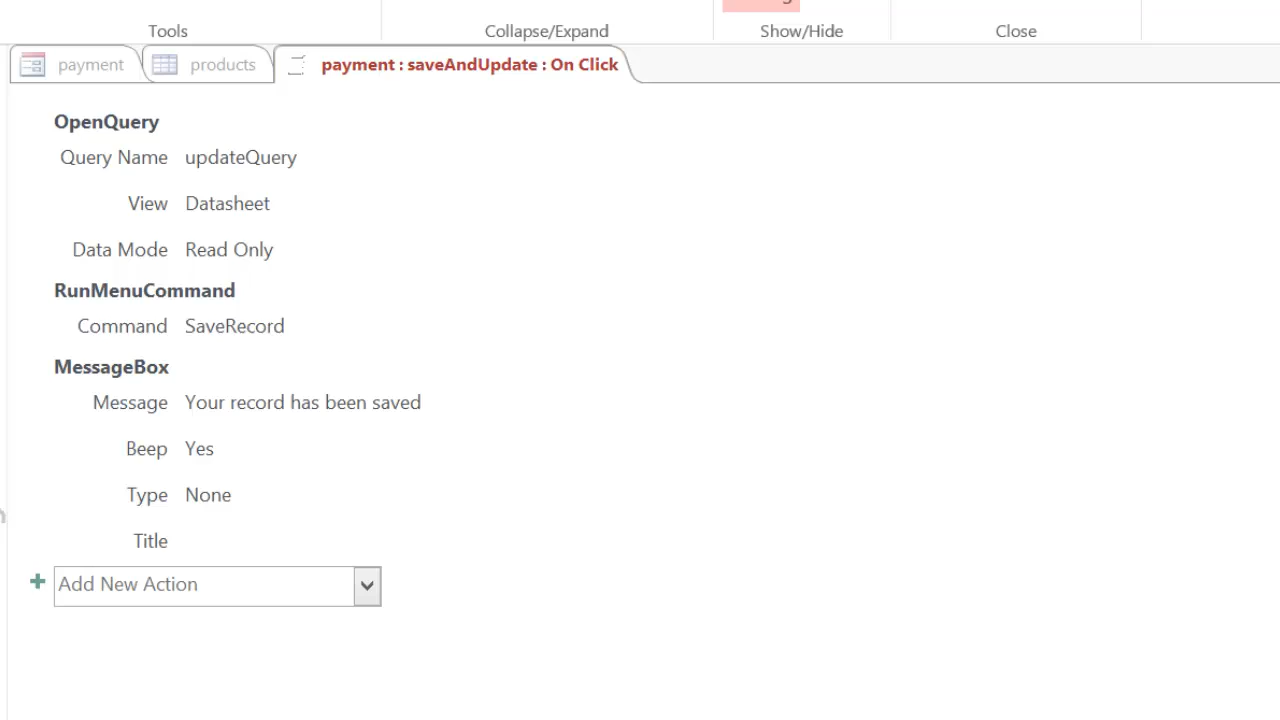 Tools Collapse/Expand Show/Hide Close
payment products payment : saveAndUpdate : On Click
OpenQuery
Query Name updateQuery
View Datasheet
Data Mode Read Only
RunMenuCommand
Command SaveRecord
MessageBox
Message Your record has been saved
Beep Yes
Type None
Title
Add New Action